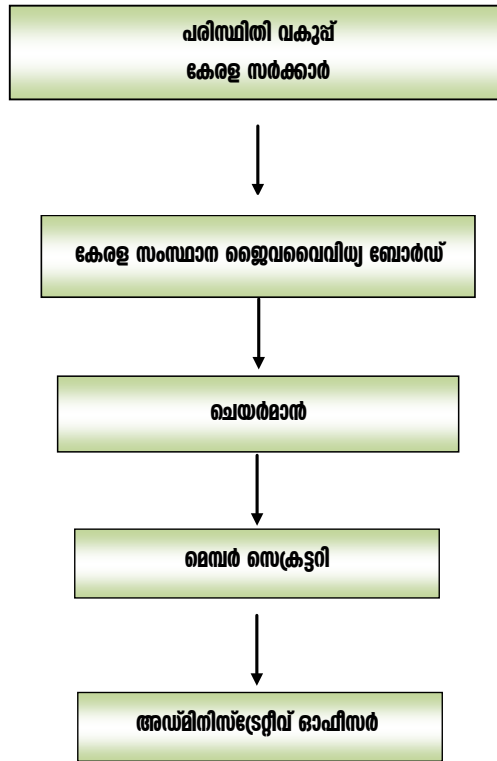 പരിസ്ഥിതി വകുപ്പ്
കേരള സർക്കാർ
കേരള സംസ്ഥാന ജൈവവൈവിധ്യ ബോർഡ്
ചെയർമാൻ
മെമ്പർ സെക്രട്ടറി
അഡ്മിനിസ്ട്രേറ്റീവ് ഓഫീസർ